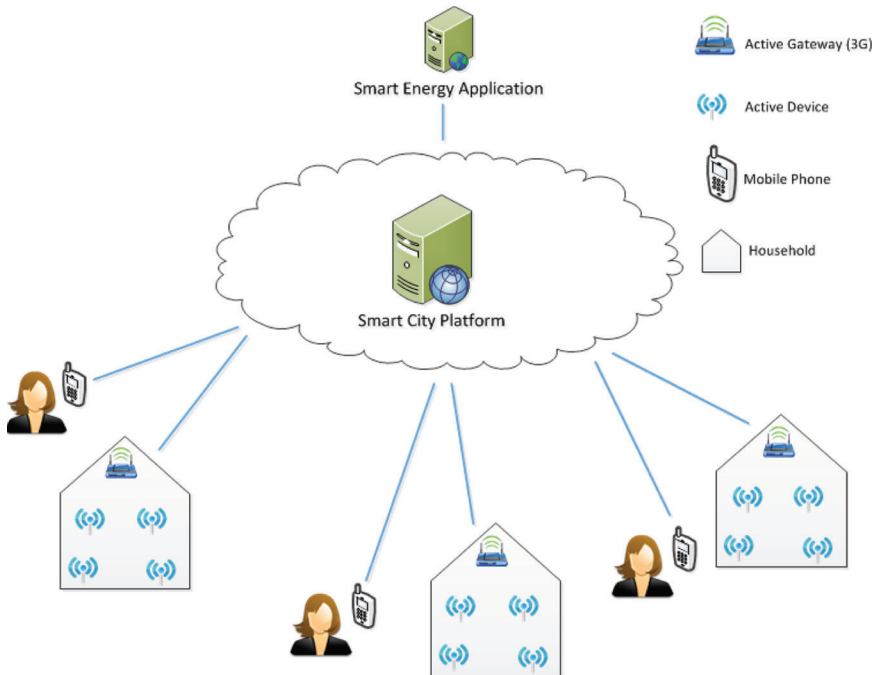 Smart Energy Application
Smart City Platform
Active Gateway (3G)
Active Device
Mobile Phone
Household